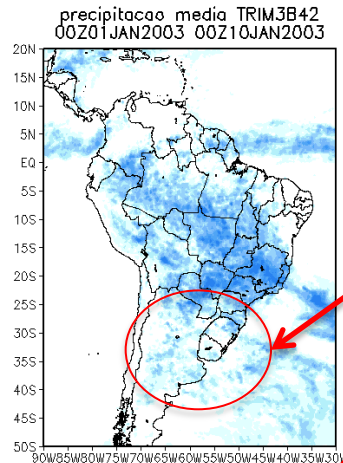 precipitacao media TRIM3B42
00Z01JAN2003 00Z10JAN2003
20N
15N
10N
5N
EQ
5S
10S
15S
20S
25S
30S
35S
40S
45S
50S
90W85W80W75W70W65W60W55W50W45W40W35W30W